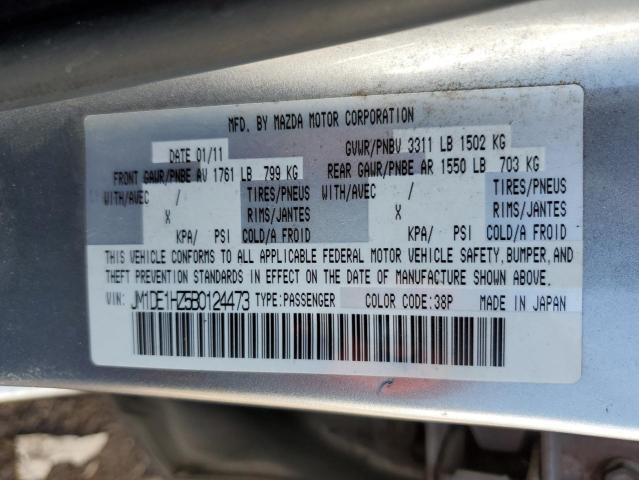 MFD. BY MAZDA MOTOR CORPORATION
DATE 01/11 GVWR/PNBV 3311 LB 1502 KG
FRONT GAWR/PNBE AV 1761 LB 799 KG REAR GAWR/PNBE AR 1550 LB 703 KG
WITH/AVEC / TIRES/PNEUS WITH/AVEC / TIRES/PNEUS
X RIMS/JANTES X RIMS/JANTES
KPA/ PSI COLD/A FROID KPA/ PSI COLD/A FROID
THIS VEHICLE CONFORMS TO ALL APPLICABLE FEDERAL MOTOR VEHICLE SAFETY, BUMPER, AND
THEFT PREVENTION STANDARDS IN EFFECT ON THE DATE OF MANUFACTURE SHOWN ABOVE.
VIN: JM1DE1HZ5B0124473 TYPE:PASSENGER COLOR CODE:38P MADE IN JAPAN